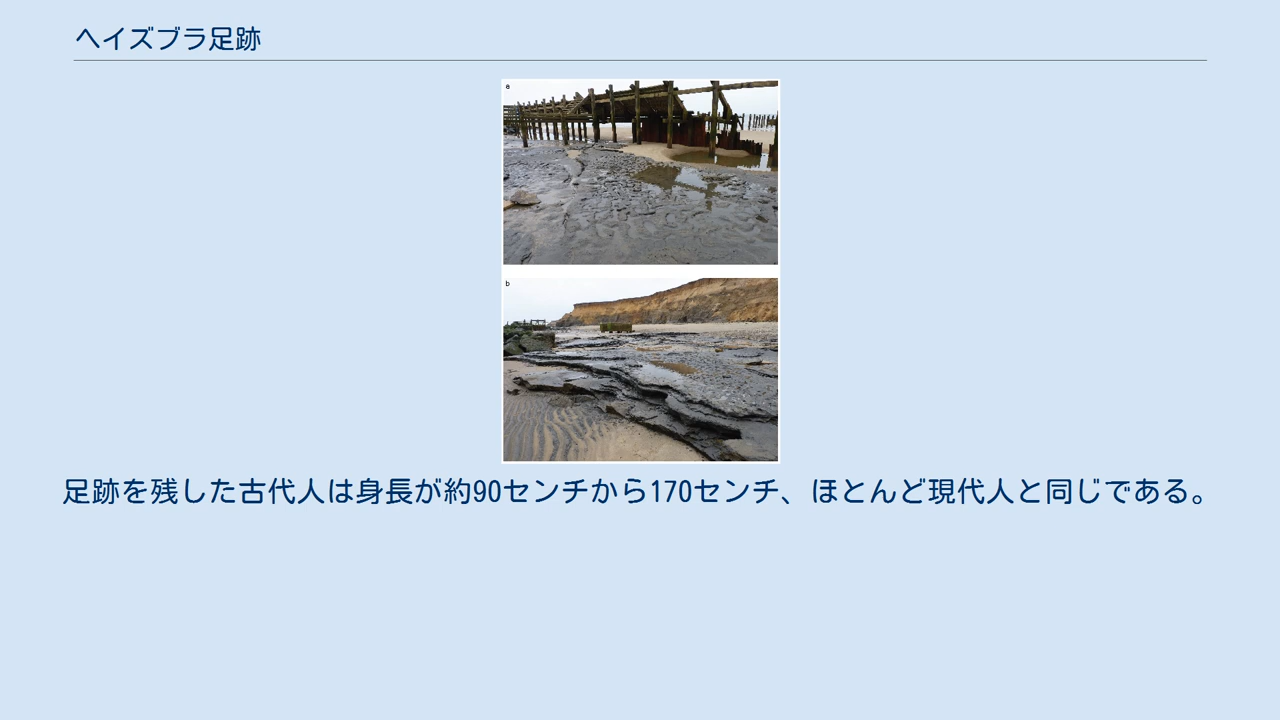 ヘイズブラ足跡
a
b
足跡を残した古代人は身長が約90センチから170センチ、ほとんど現代人と同じである。